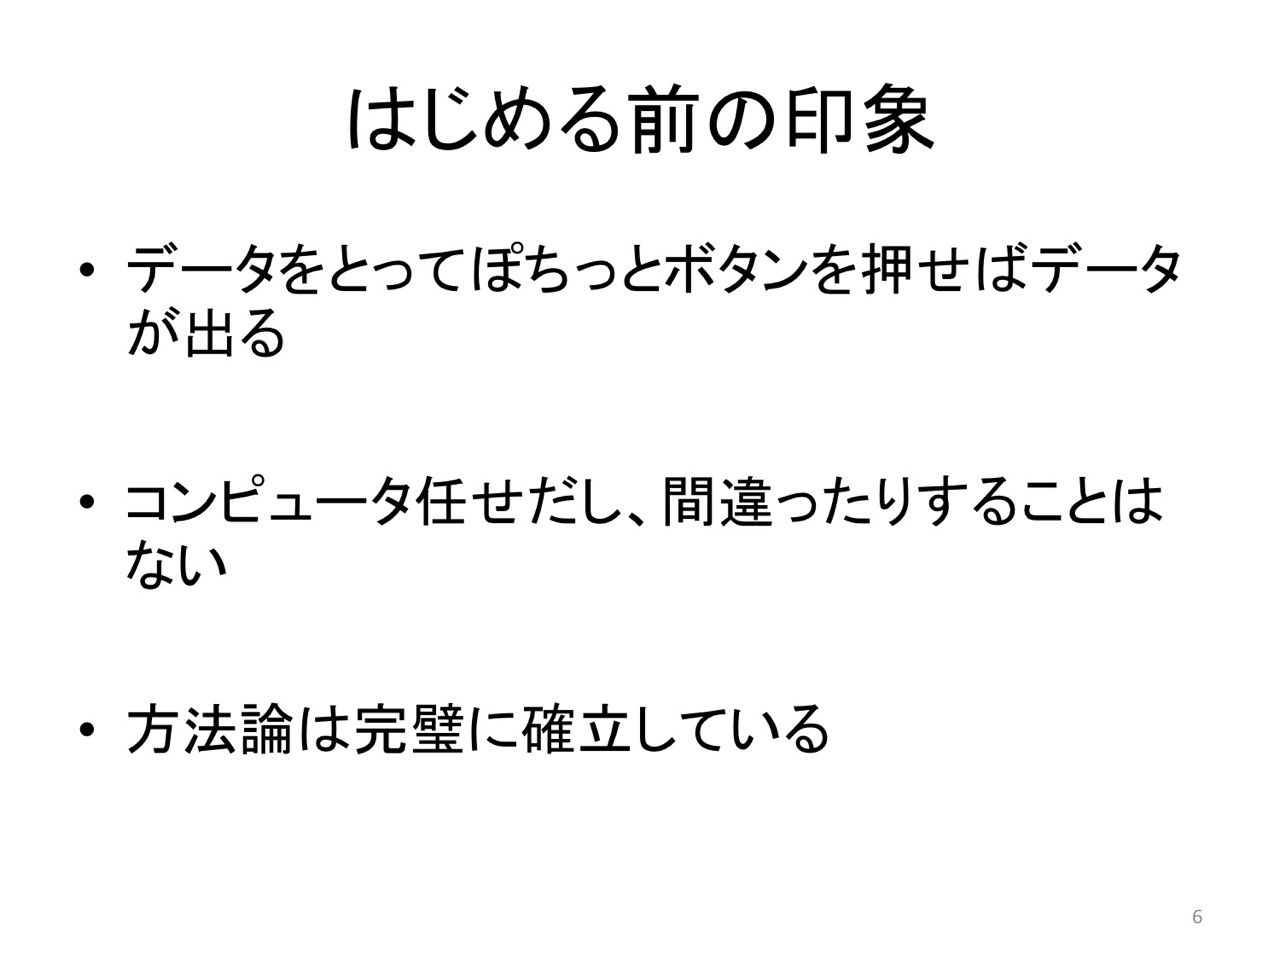 はじめる前の印象
• データをとってぽちっとボタンを押せばデータ
が出る
• コンピュータ任せだし、間違ったりすることは
ない
• 方法論は完璧に確立している
6